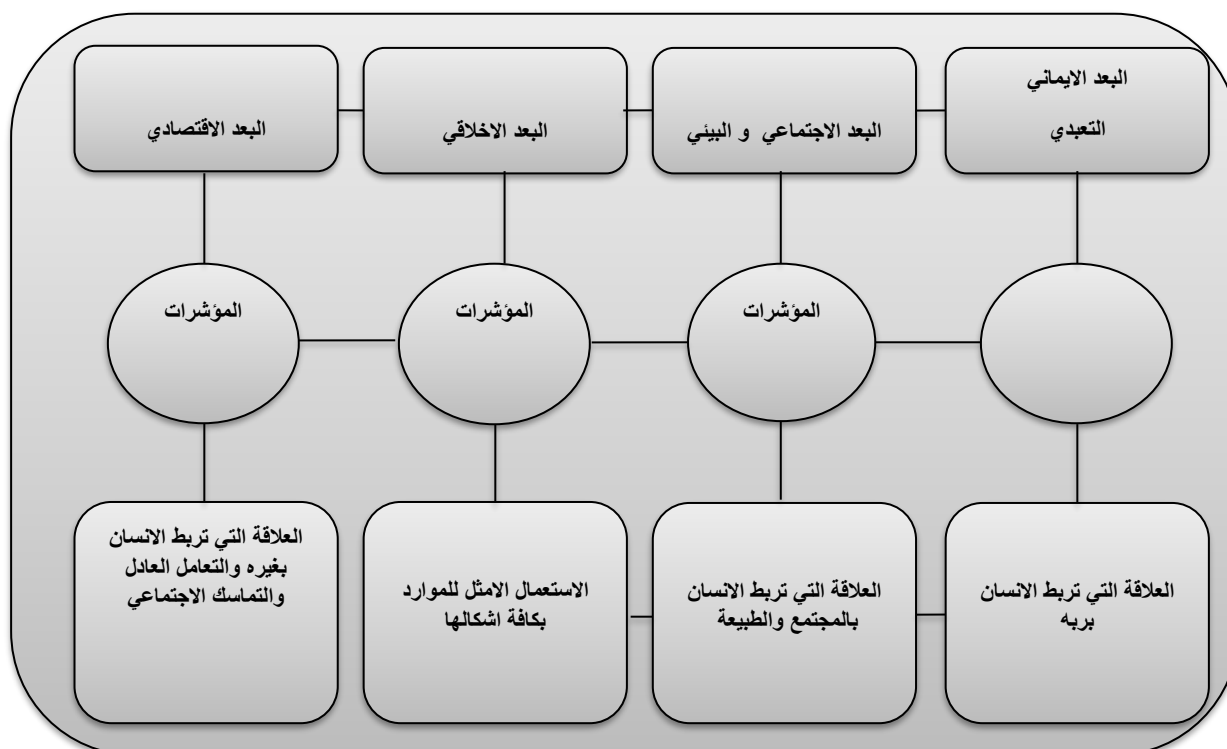 البعد الايماني
التعبدي
البعد الاجتماعي و البيئي
البعد الاخلاقي
البعد الاقتصادي
المؤشرات
المؤشرات
المؤشرات
العلاقة التي تربط الانسان
بربه
العلاقة التي تربط الانسان
بالمجتمع والطبيعة
الاستعمال الامثل للموارد
بكافة اشكالها
العلاقة التي تربط الانسان
بغيره والتعامل العادل
والتماسك الاجتماعي